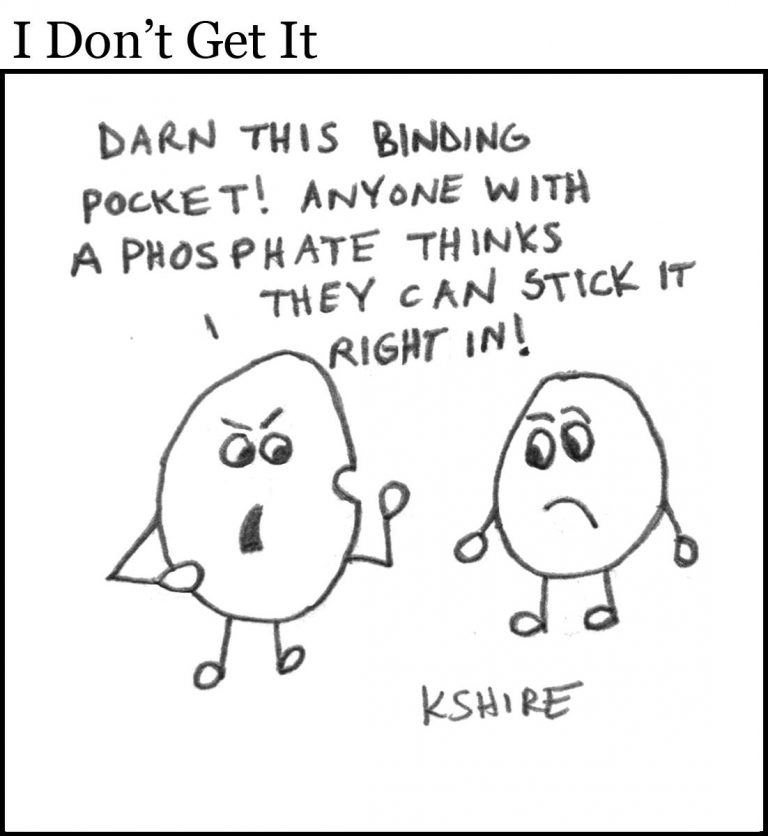 I Don't Get It
DARN THIS BINDING
POCKET! ANYONE WITH
A PHOSPHATE THINKS
THEY CAN STICK IT
RIGHT IN!
KSHIRE